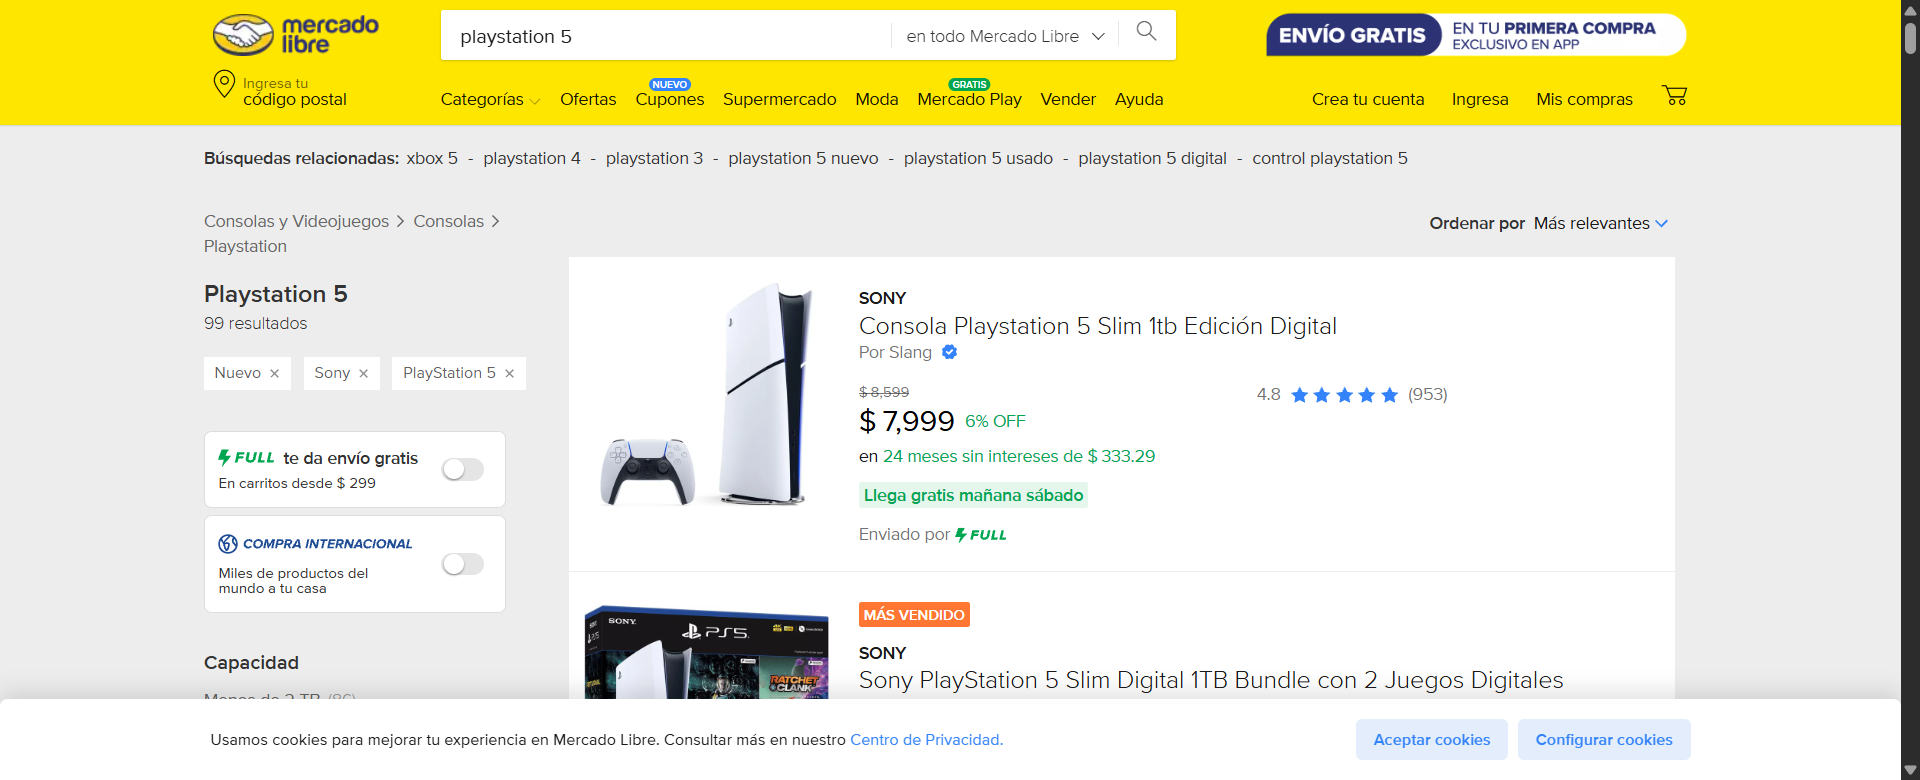 mercado
libre
playstation 5
en todo Mercado Libre
ENVÍO GRATIS
EN TU PRIMERA COMPRA
EXCLUSIVO EN APP
Ingresa tu
código postal
NUEVO
GRATIS
Categorías
Ofertas
Cupones
Supermercado
Moda
Mercado Play
Vender
Ayuda
Crea tu cuenta
Ingresa
Mis compras
Búsquedas relacionadas: xbox 5 - playstation 4 - playstation 3 - playstation 5 nuevo - playstation 5 usado - playstation 5 digital - control playstation 5
Consolas y Videojuegos > Consolas >
Playstation
Ordenar por Más relevantes
Playstation 5
99 resultados
Nuevo ×
Sony ×
PlayStation 5 ×
FULL te da envío gratis
En carritos desde $ 299
COMPRA INTERNACIONAL
Miles de productos del
mundo a tu casa
Capacidad
Menos de 2 TB (86)
SONY
Consola Playstation 5 Slim 1tb Edición Digital
Por Slang
$ 8,599
$ 7,999 6% OFF
4.8 (953)
en 24 meses sin intereses de $ 333.29
Llega gratis mañana sábado
Enviado por FULL
SONY
PS5
RATCHET
CLANK
MÁS VENDIDO
SONY
Sony PlayStation 5 Slim Digital 1TB Bundle con 2 Juegos Digitales
Usamos cookies para mejorar tu experiencia en Mercado Libre. Consultar más en nuestro Centro de Privacidad.
Aceptar cookies
Configurar cookies